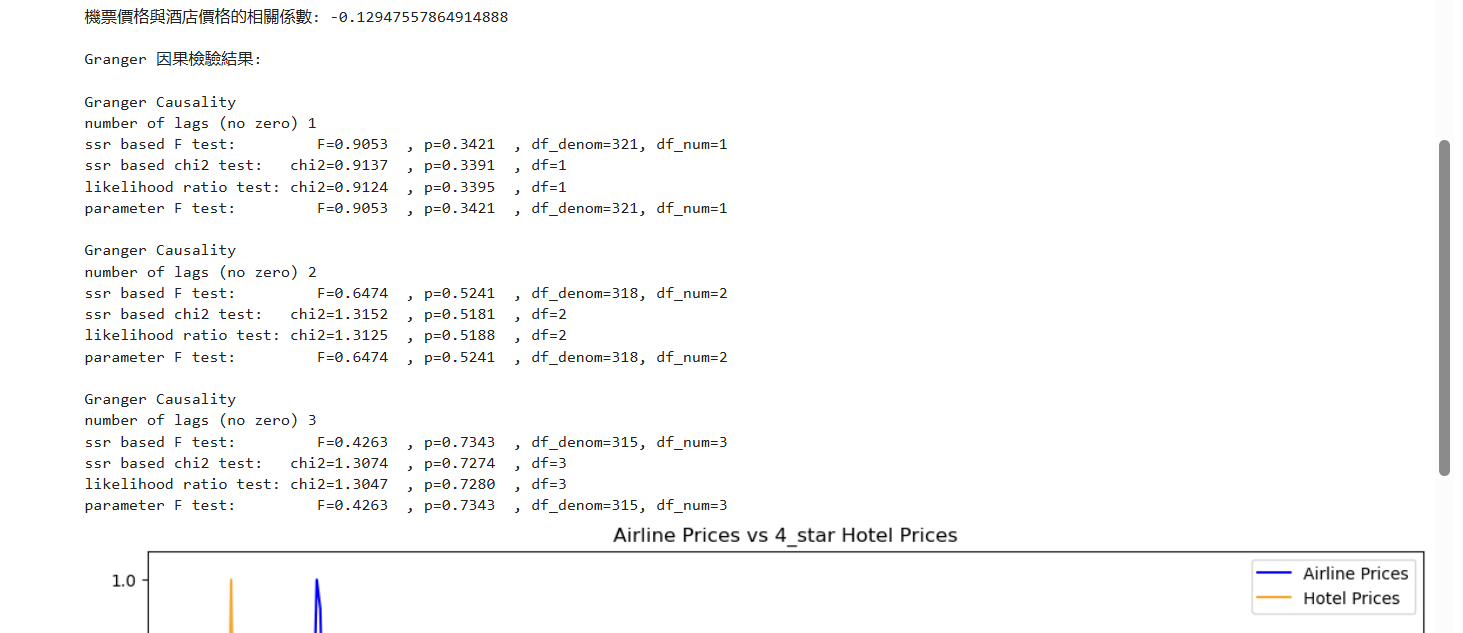 機票價格與酒店價格的相關係數: -0.12947557864914888
Granger 因果檢驗結果:
Granger Causality
number of lags (no zero) 1
ssr based F test:         F=0.9053  , p=0.3421  , df_denom=321, df_num=1
ssr based chi2 test:   chi2=0.9137  , p=0.3391  , df=1
likelihood ratio test: chi2=0.9124  , p=0.3395  , df=1
parameter F test:         F=0.9053  , p=0.3421  , df_denom=321, df_num=1
Granger Causality
number of lags (no zero) 2
ssr based F test:         F=0.6474  , p=0.5241  , df_denom=318, df_num=2
ssr based chi2 test:   chi2=1.3152  , p=0.5181  , df=2
likelihood ratio test: chi2=1.3125  , p=0.5188  , df=2
parameter F test:         F=0.6474  , p=0.5241  , df_denom=318, df_num=2
Granger Causality
number of lags (no zero) 3
ssr based F test:         F=0.4263  , p=0.7343  , df_denom=315, df_num=3
ssr based chi2 test:   chi2=1.3074  , p=0.7274  , df=3
likelihood ratio test: chi2=1.3047  , p=0.7280  , df=3
parameter F test:         F=0.4263  , p=0.7343  , df_denom=315, df_num=3
Airline Prices vs 4_star Hotel Prices
1.0
Airline Prices
Hotel Prices